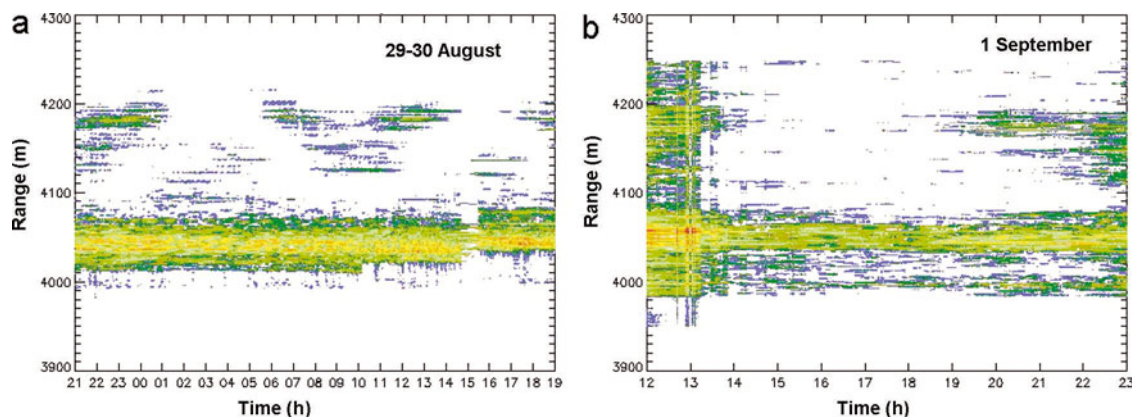 a
29-30 August
Range (m)
4300
4200
4100
4000
3900
21 22 23 00 01 02 03 04 05 06 07 08 09 10 11 12 13 14 15 16 17 18 19
Time (h)
b
1 September
Range (m)
4300
4200
4100
4000
3900
12 13 14 15 16 17 18 19 20 21 22 23
Time (h)